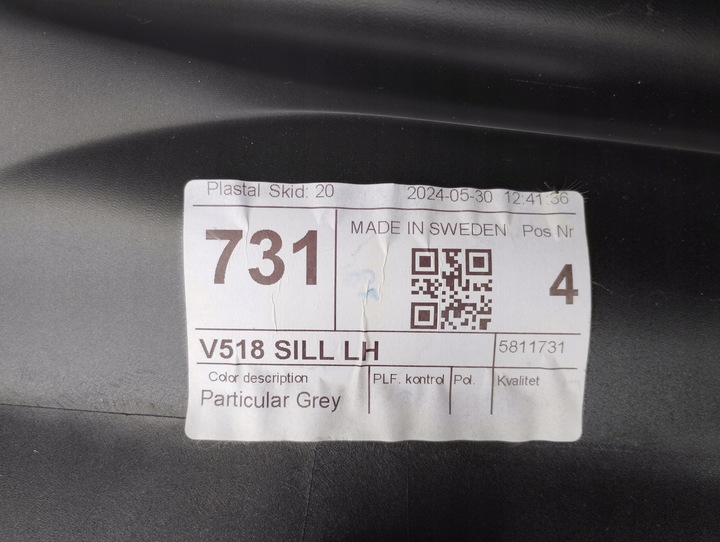 Plastal Skid: 20 2024-05-30 12:41:36
731 MADE IN SWEDEN Pos Nr
4
V518 SILL LH 5811731
Color description PLF. kontrol Pol. Kvalitet
Particular Grey